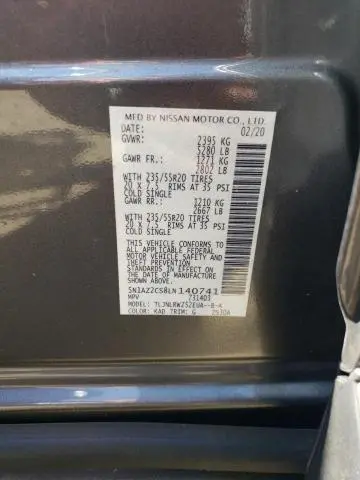 MFD BY NISSAN MOTOR CO., LTD.
DATE: 02/20
GVWR: 2395 KG
5280 LB
GAWR FR.: 1271 KG
2802 LB
WITH 235/55R20 TIRES
20 X 7.5, RIMS AT 35 PSI
COLD SINGLE
GAWR RR.: 1210 KG
2667 LB
WITH 235/55R20 TIRES
20 X 7.5, RIMS AT 35 PSI
COLD SINGLE
THIS VEHICLE CONFORMS TO
ALL APPLICABLE FEDERAL
MOTOR VEHICLE SAFETY AND
THEFT PREVENTION STANDARDS
IN EFFECT ON THE DATE OF
MANUFACTURE SHOWN ABOVE.
5N1AZ2CS8LN140741
MPV 731403
MODEL: TLJNLRWZ52EUA--B-A
COLOR: KAD TRIM: G